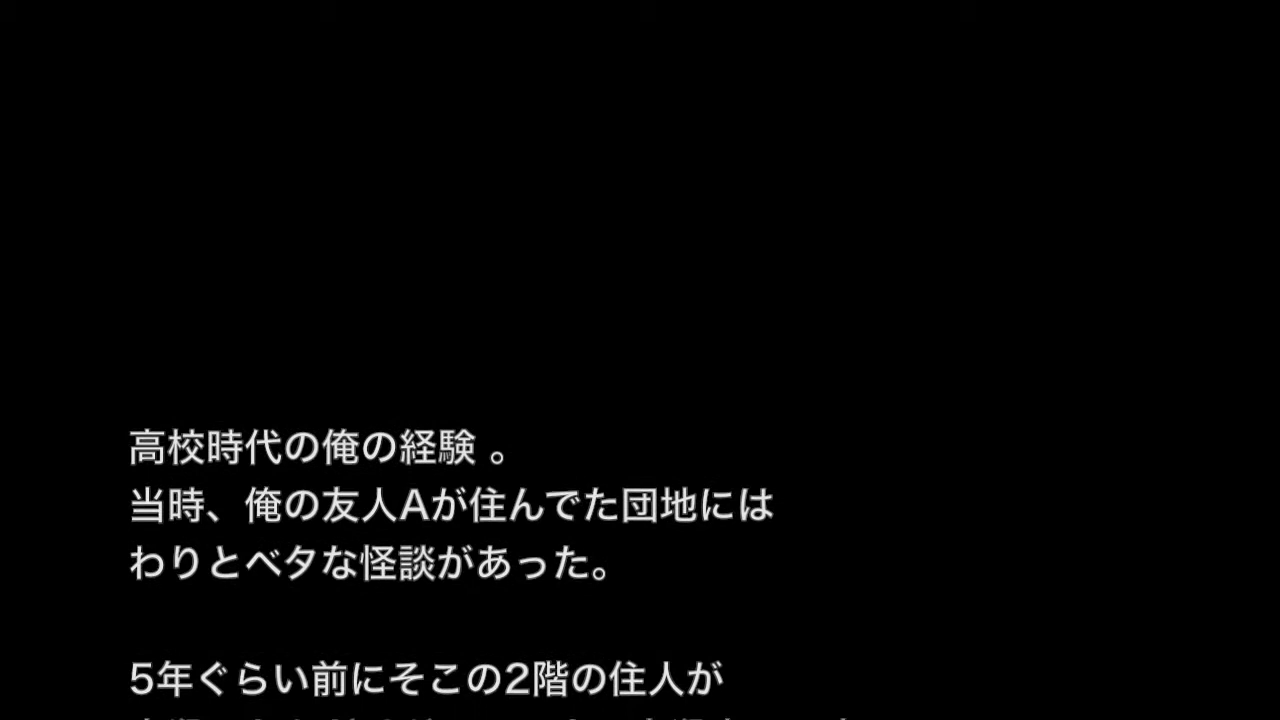 高校時代の俺の経験 。
当時、俺の友人Aが住んでた団地には
わりとベタな怪談があった。
5年ぐらい前にそこの2階の住人が